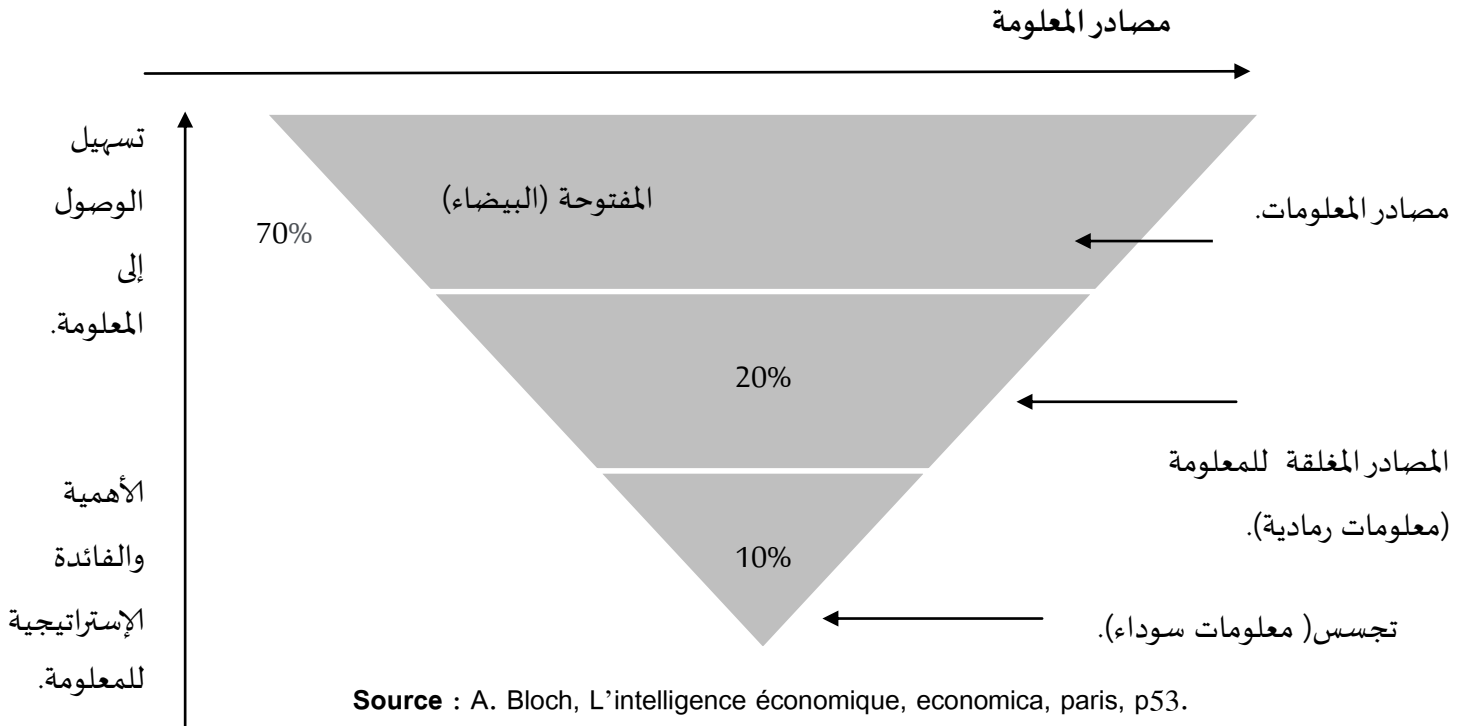 مصادر المعلومة
تسهيل
الوصول
إلى
المعلومة.
المفتوحة (البيضاء)
70%
مصادر المعلومات.
20%
المصادر المغلقة للمعلومة
(معلومات رمادية).
10%
تجسس( معلومات سوداء).
الأهمية
والفائدة
الإستراتيجية
للمعلومة.
Source : A. Bloch, L’intelligence économique, economica, paris, p53.